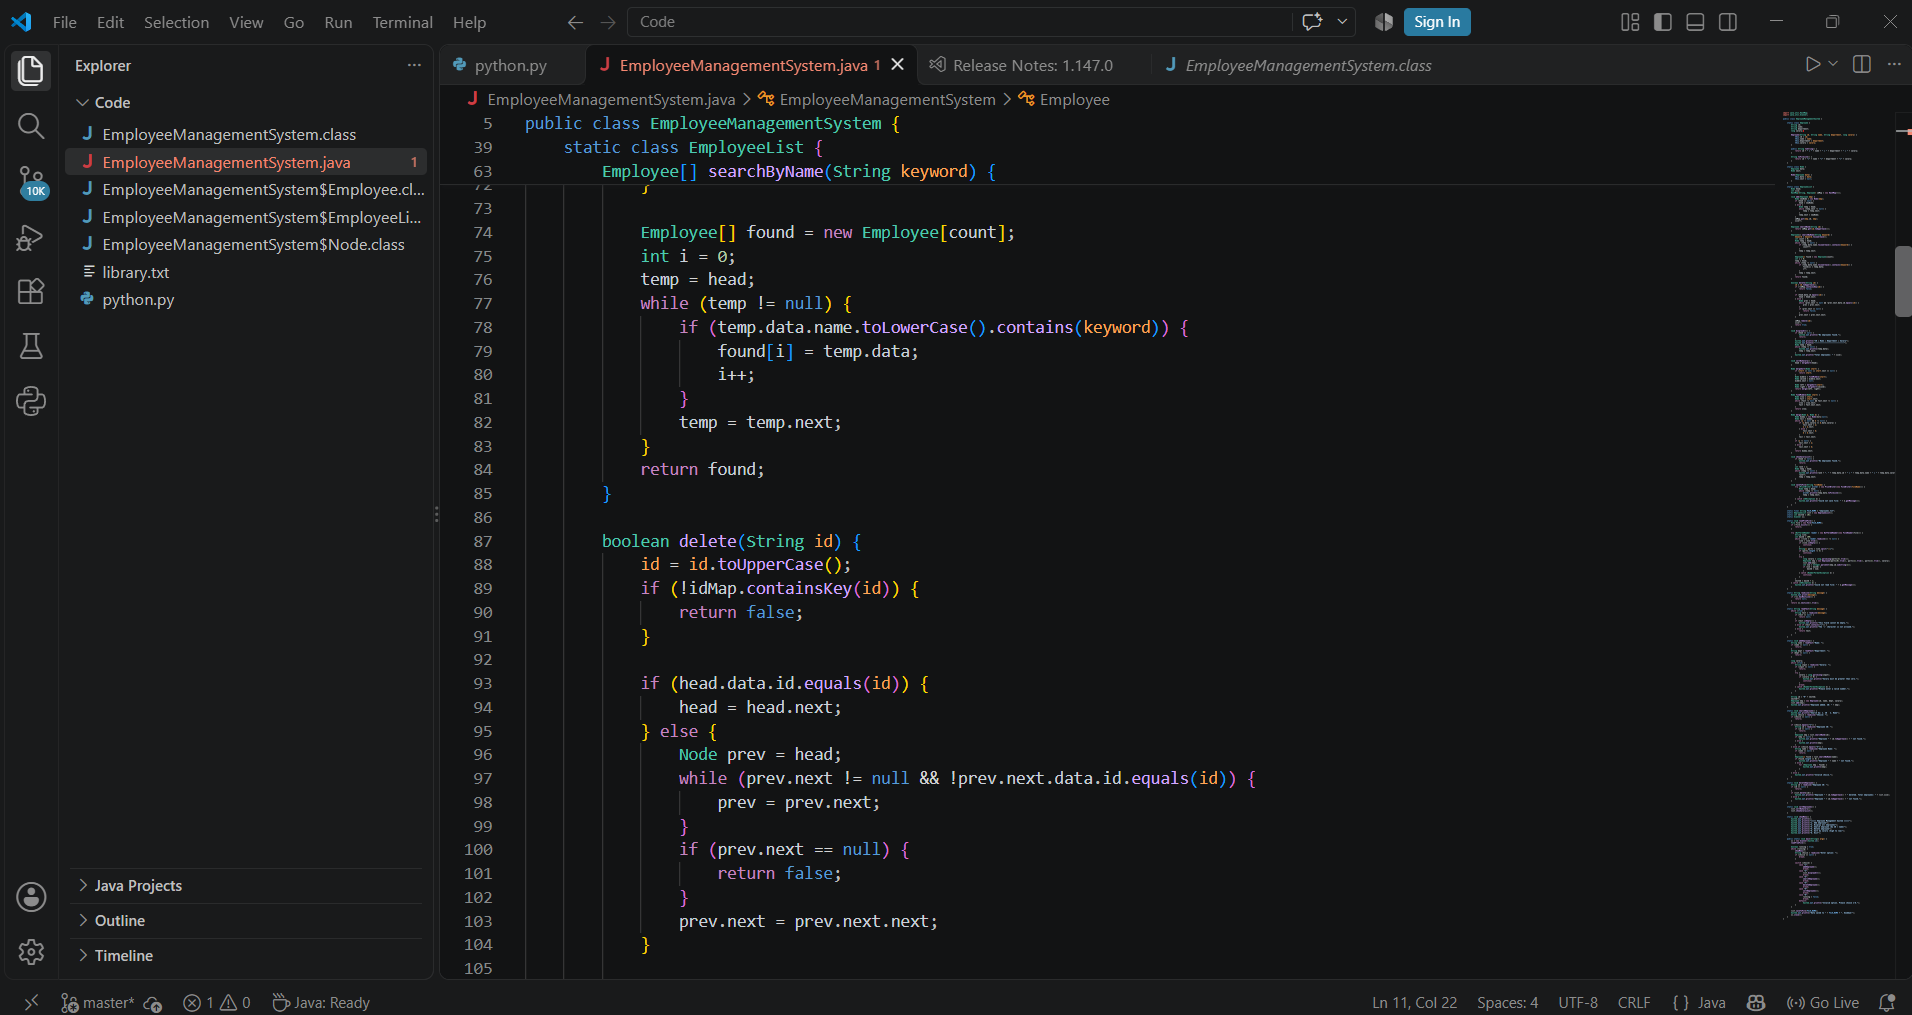 File Edit Selection View Go Run Terminal Help
Code
Sign In
Explorer
Code
EmployeeManagementSystem.class
EmployeeManagementSystem.java 1
EmployeeManagementSystem$Employee.cl...
EmployeeManagementSystem$EmployeeLi...
EmployeeManagementSystem$Node.class
library.txt
python.py
10K
Java Projects
Outline
Timeline
python.py
EmployeeManagementSystem.java 1
Release Notes: 1.147.0
EmployeeManagementSystem.class
EmployeeManagementSystem.java > EmployeeManagementSystem > Employee
5 public class EmployeeManagementSystem {
39 static class EmployeeList {
63 Employee[] searchByName(String keyword) {
72 }
73
74 Employee[] found = new Employee[count];
75 int i = 0;
76 temp = head;
77 while (temp != null) {
78 if (temp.data.name.toLowerCase().contains(keyword)) {
79 found[i] = temp.data;
80 i++;
81 }
82 temp = temp.next;
83 }
84 return found;
85 }
86
87 boolean delete(String id) {
88 id = id.toUpperCase();
89 if (!idMap.containsKey(id)) {
90 return false;
91 }
92
93 if (head.data.id.equals(id)) {
94 head = head.next;
95 } else {
96 Node prev = head;
97 while (prev.next != null && !prev.next.data.id.equals(id)) {
98 prev = prev.next;
99 }
100 if (prev.next == null) {
101 return false;
102 }
103 prev.next = prev.next.next;
104 }
105
master* 1 0 Java: Ready
Ln 11, Col 22 Spaces: 4 UTF-8 CRLF { } Java Go Live